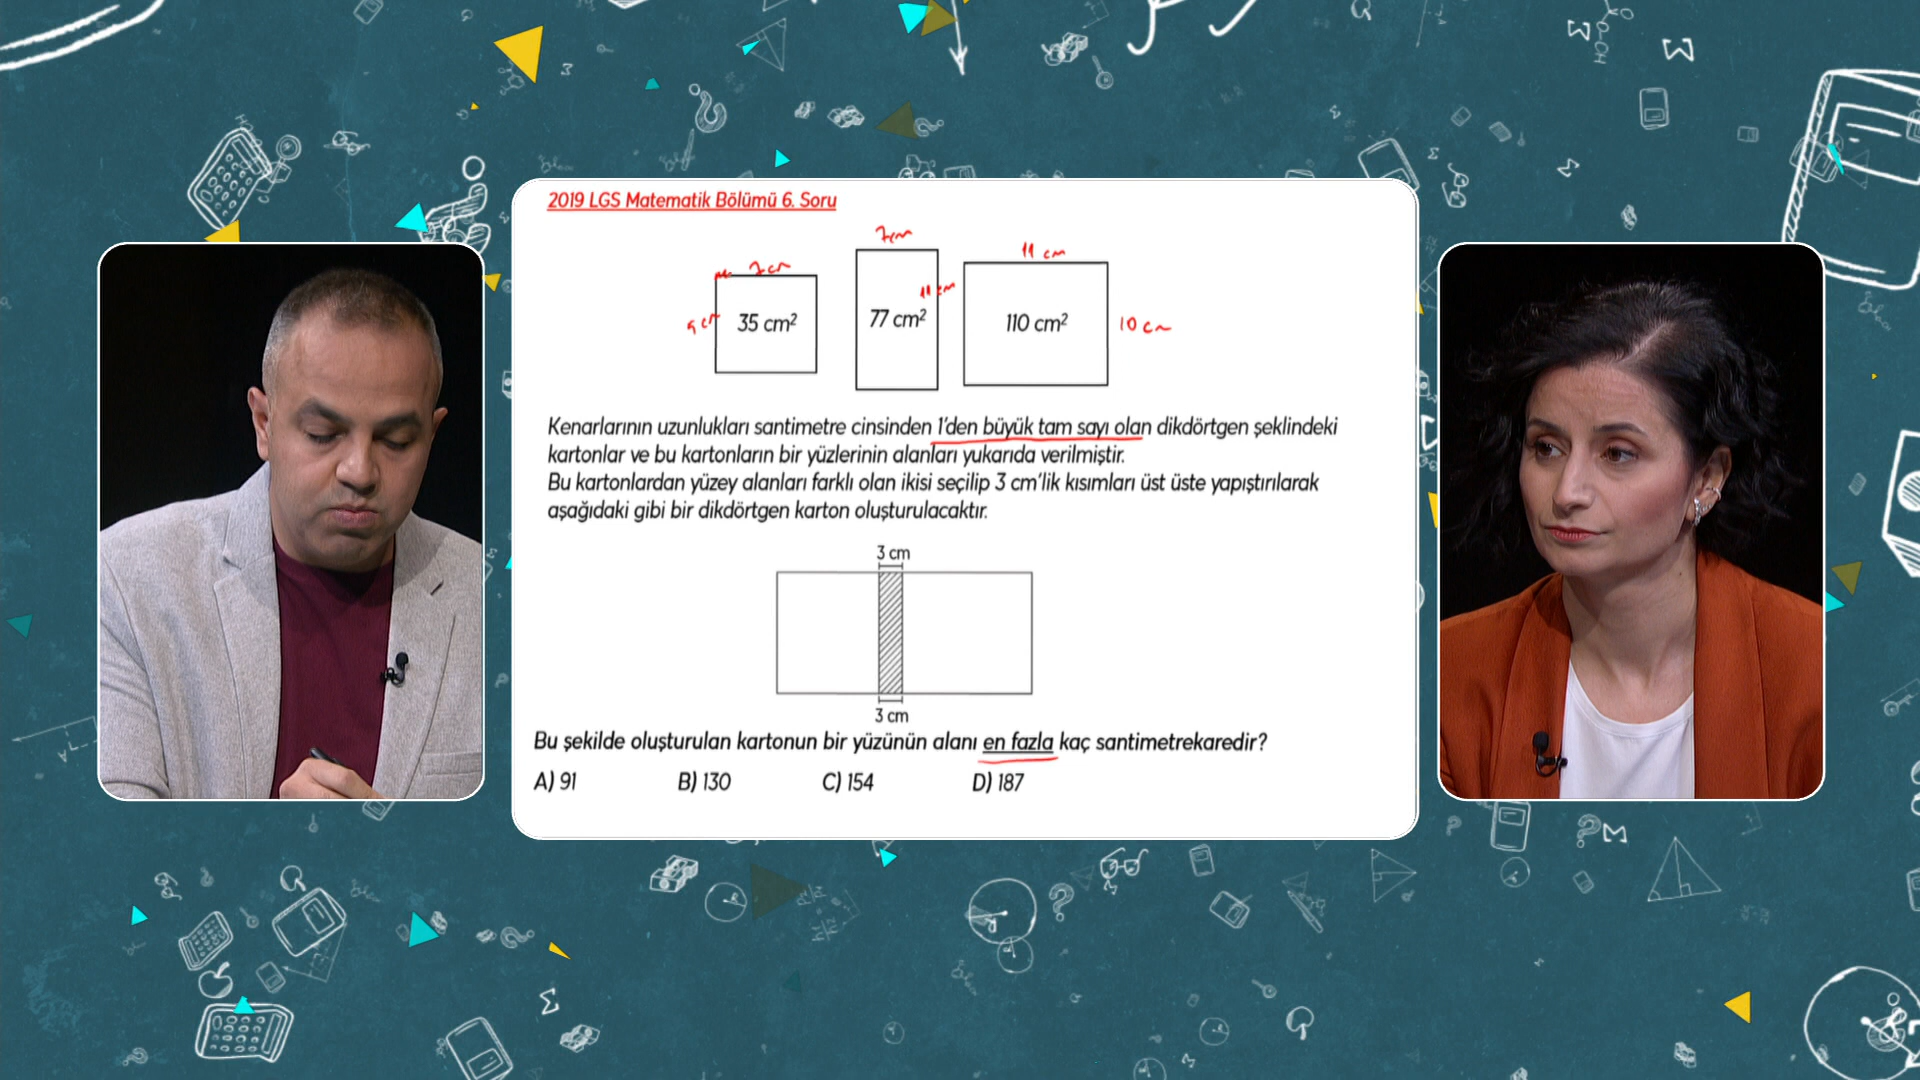 2019 LGS Matematik Bölümü 6. Soru
7cm
11 cm
7cm
11 cm
35 cm²
77 cm²
110 cm²
10 cm
Kenarlarının uzunlukları santimetre cinsinden 1'den büyük tam sayı olan dikdörtgen şeklindeki
kartonlar ve bu kartonların bir yüzlerinin alanları yukarıda verilmiştir.
Bu kartonlardan yüzey alanları farklı olan ikisi seçilip 3 cm'lik kısımları üst üste yapıştırılarak
aşağıdaki gibi bir dikdörtgen karton oluşturulacaktır.
3 cm
3 cm
Bu şekilde oluşturulan kartonun bir yüzünün alanı en fazla kaç santimetrekaredir?
A) 91 B) 130 C) 154 D) 187